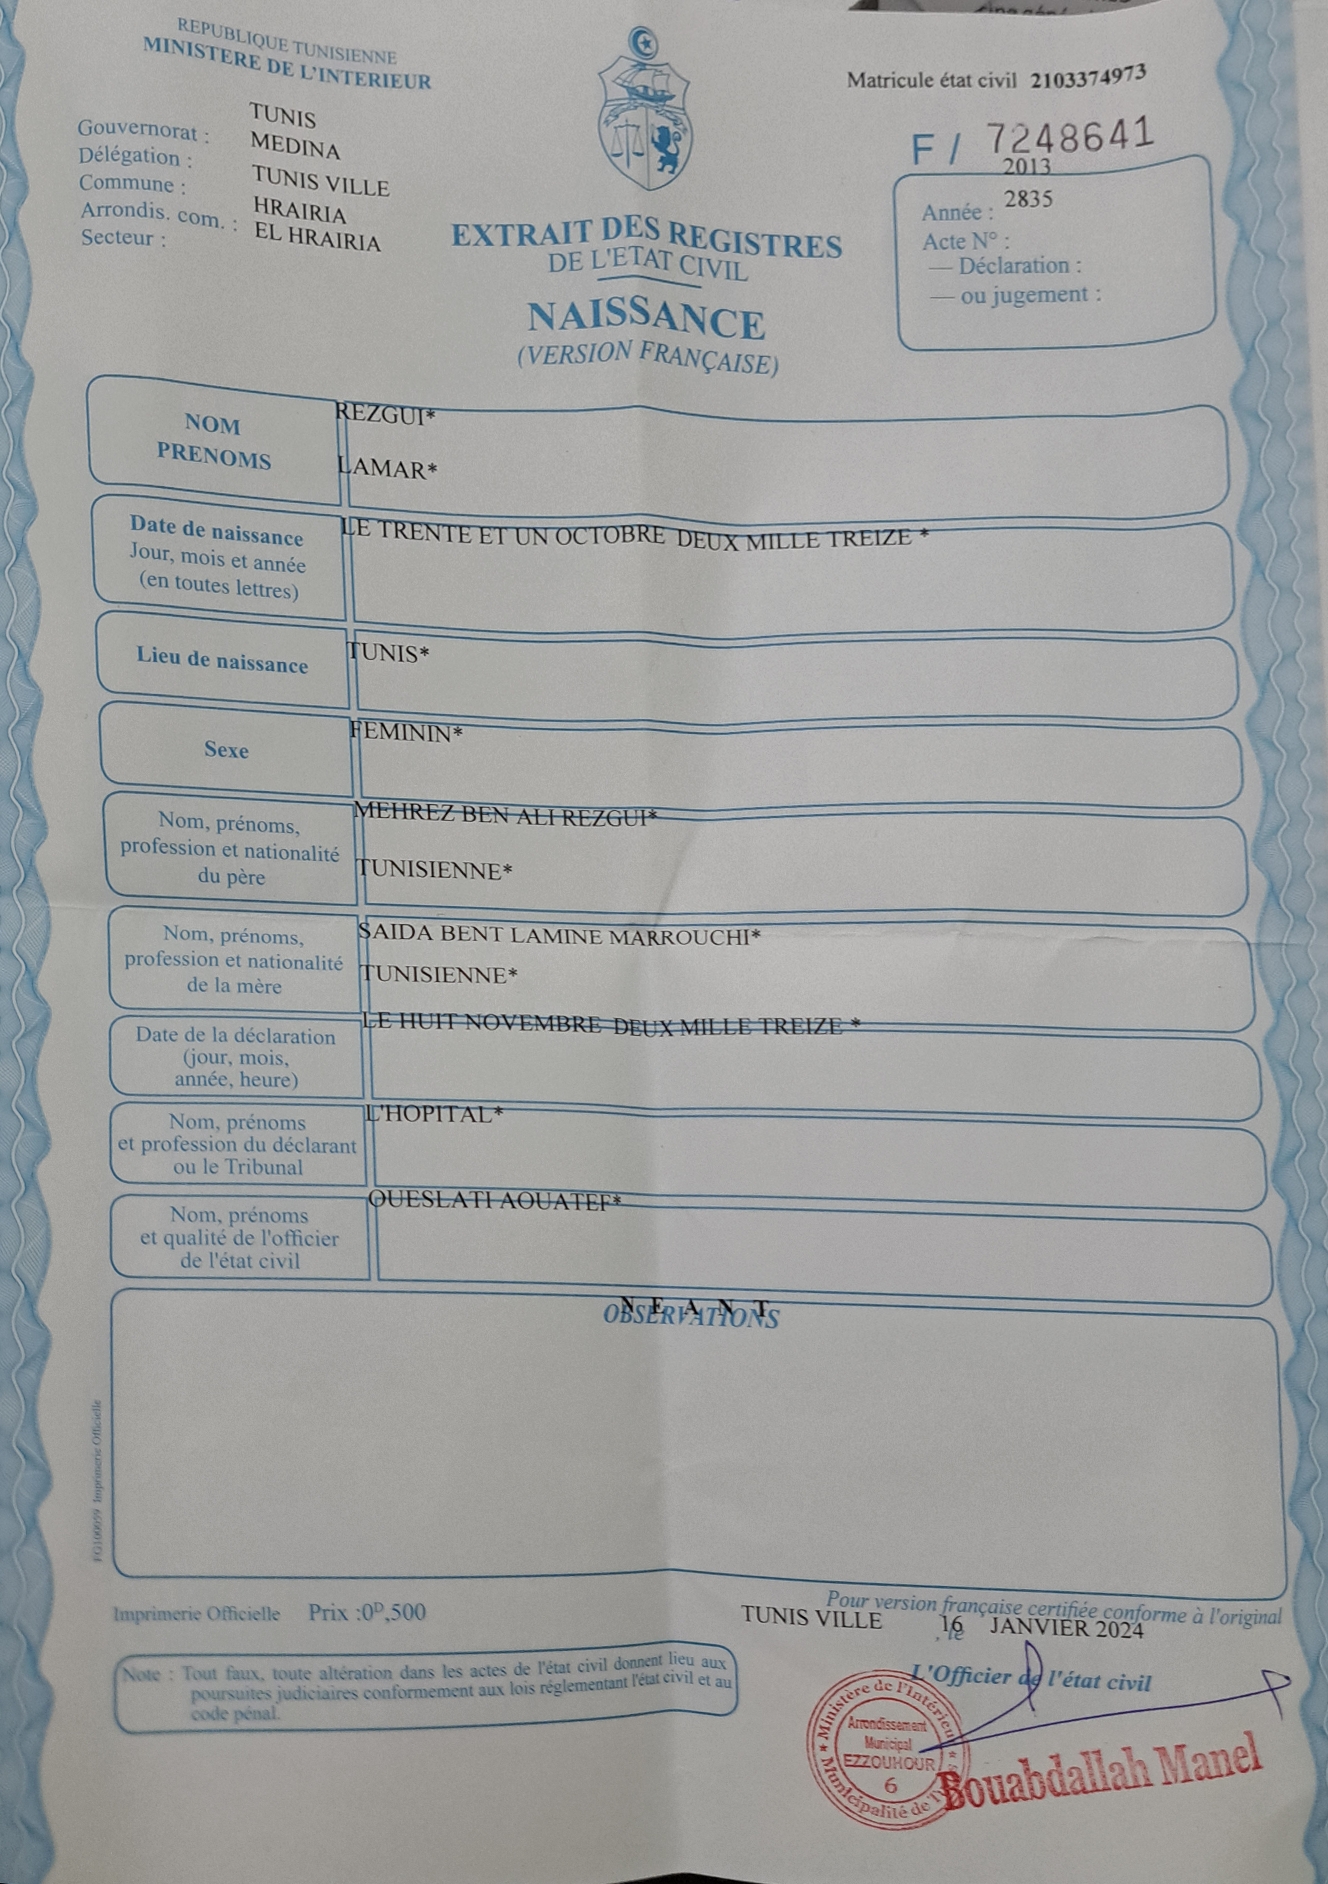 REPUBLIQUE TUNISIENNE
MINISTERE DE L'INTERIEUR
Gouvernorat : TUNIS
Délégation : MEDINA
Commune : TUNIS VILLE
Arrondis. com. : HRAIRIA
Secteur : EL HRAIRIA
Matricule état civil 2103374973
F / 7248641
2013
Année : 2835
Acte N° :
— Déclaration :
— ou jugement :
EXTRAIT DES REGISTRES
DE L'ETAT CIVIL
NAISSANCE
(VERSION FRANÇAISE)
NOM REZGUI*
PRENOMS LAMAR*
Date de naissance LE TRENTE ET UN OCTOBRE DEUX MILLE TREIZE *
Jour, mois et année
(en toutes lettres)
Lieu de naissance TUNIS*
Sexe FEMININ*
Nom, prénoms, MEHREZ BEN ALI REZGUI*
profession et nationalité TUNISIENNE*
du père
Nom, prénoms, SAIDA BENT LAMINE MARROUCHI*
profession et nationalité TUNISIENNE*
de la mère
Date de la déclaration LE HUIT NOVEMBRE DEUX MILLE TREIZE *
(jour, mois,
année, heure)
Nom, prénoms L'HOPITAL*
et profession du déclarant
ou le Tribunal
Nom, prénoms OUESLATI AOUATEF*
et qualité de l'officier
de l'état civil
N E A N T
OBSERVATIONS
FG100059 Imprimerie Officielle
Imprimerie Officielle Prix :0D,500
Pour version française certifiée conforme à l'original
TUNIS VILLE , le 16 JANVIER 2024
L'Officier de l'état civil
Note : Tout faux, toute altération dans les actes de l'état civil donnent lieu aux
poursuites judiciaires conformement aux lois réglementant l'état civil et au
code pénal.
Ministère de l'Intérieur
Arrondissement
Municipal
EZZOUHOUR
6
Municipalité de
Bouabdallah Manel